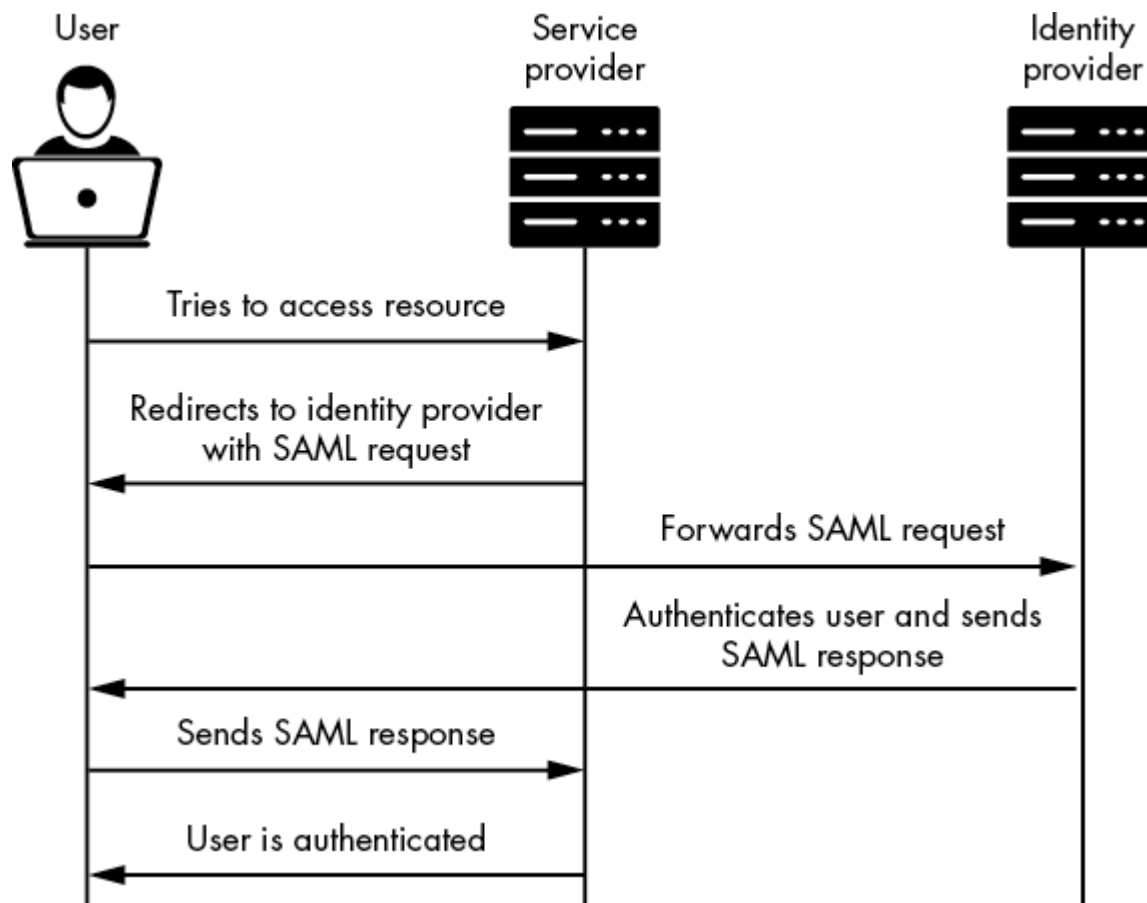 User
Service
provider
Identity
provider
Tries to access resource
Redirects to identity provider
with SAML request
Forwards SAML request
Authenticates user and sends
SAML response
Sends SAML response
User is authenticated